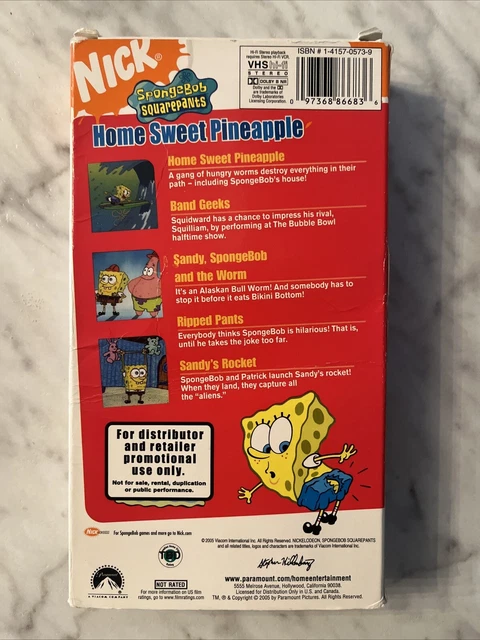 NICK
SpongeBob
SquarePants
Hi-Fi Stereo playback
requires Stereo Hi-Fi VCR
VHS hi-fi
STEREO
DOLBY B NR
Dolby and the
are trademarks of
Dolby Laboratories
Licensing Corporation
ISBN # 1-4157-0573-9
0 97368 86683 6
Home Sweet Pineapple
Home Sweet Pineapple
A gang of hungry worms destroy everything in their
path – including SpongeBob's house!
Band Geeks
Squidward has a chance to impress his rival,
Squilliam, by performing at The Bubble Bowl
halftime show.
Sandy, SpongeBob
and the Worm
It's an Alaskan Bull Worm! And somebody has to
stop it before it eats Bikini Bottom!
Ripped Pants
Everybody thinks SpongeBob is hilarious! That is,
until he takes the joke too far.
Sandy's Rocket
SpongeBob and Patrick launch Sandy's rocket!
When they land, they capture all
the "aliens."
For distributor
and retailer
promotional
use only.
Not for sale, rental, duplication
or public performance.
For SpongeBob games and more go to Nick.com
©2005 Viacom International Inc. All Rights Reserved. NICKELODEON, SPONGEBOB SQUAREPANTS
and all related titles, logos and characters are trademarks of Viacom International Inc.
Paramount
A VIACOM COMPANY
NOT RATED
For more information on US film
ratings, go to www.filmratings.com
www.paramount.com/homeentertainment
5555 Melrose Avenue, Hollywood, California 90038.
Licensed for Distribution Only in U.S. and Canada.
TM, ® and Copyright © 2005 by Paramount Pictures. All Rights Reserved.